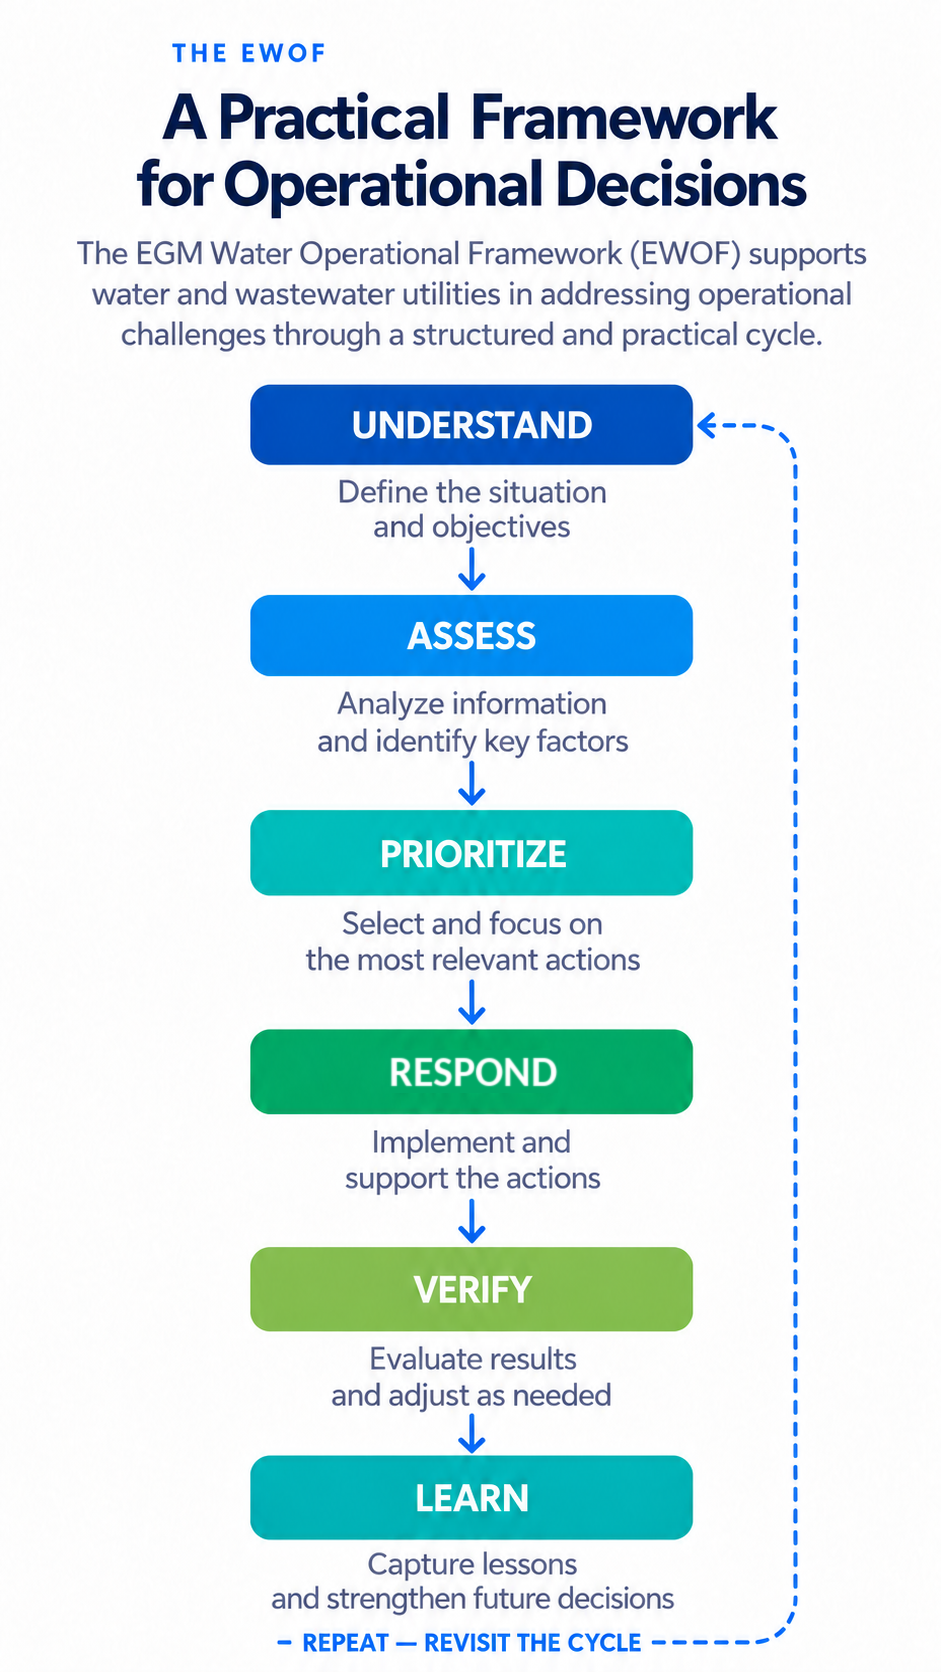 THE EWOF
A Practical Framework
for Operational Decisions
The EGM Water Operational Framework (EWOF) supports
water and wastewater utilities in addressing operational
challenges through a structured and practical cycle.
UNDERSTAND
Define the situation
and objectives
ASSESS
Analyze information
and identify key factors
PRIORITIZE
Select and focus on
the most relevant actions
RESPOND
Implement and
support the actions
VERIFY
Evaluate results
and adjust as needed
LEARN
Capture lessons
and strengthen future decisions
REPEAT — REVISIT THE CYCLE